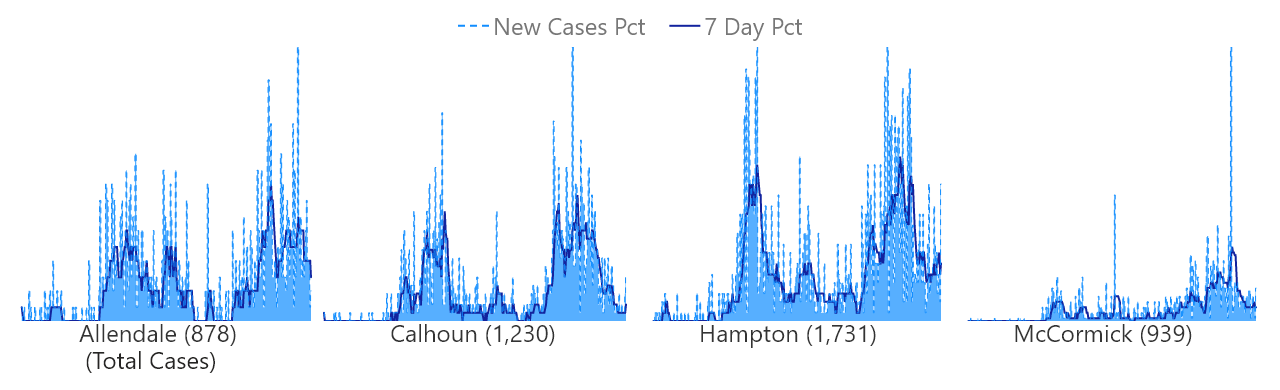 New Cases Pct 7 Day Pct
Allendale (878) Calhoun (1,230) Hampton (1,731) McCormick (939)
(Total Cases)